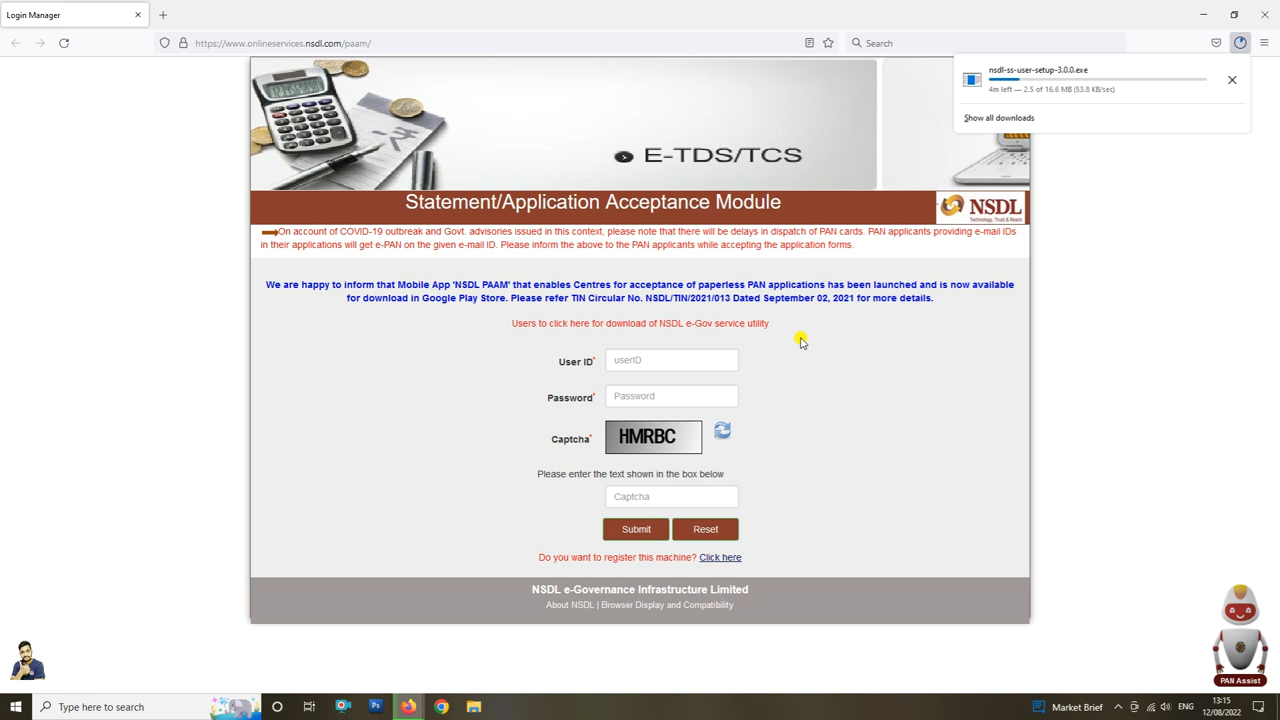 Login Manager
https://www.onlineservices.nsdl.com/paam/
Search
nsdl-ss-user-setup-3.0.0.exe
4m left — 2.5 of 16.6 MB (53.8 KB/sec)
Show all downloads
E-TDS/TCS
Statement/Application Acceptance Module
NSDL
Technology, Trust & Reach
On account of COVID-19 outbreak and Govt. advisories issued in this context, please note that there will be delays in dispatch of PAN cards. PAN applicants providing e-mail IDs
in their applications will get e-PAN on the given e-mail ID. Please inform the above to the PAN applicants while accepting the application forms.
We are happy to inform that Mobile App 'NSDL PAAM' that enables Centres for acceptance of paperless PAN applications has been launched and is now available
for download in Google Play Store. Please refer TIN Circular No. NSDL/TIN/2021/013 Dated September 02, 2021 for more details.
Users to click here for download of NSDL e-Gov service utility
User ID* userID
Password* Password
Captcha* HMRBC
Please enter the text shown in the box below
Captcha
Submit Reset
Do you want to register this machine? Click here
NSDL e-Governance Infrastructure Limited
About NSDL | Browser Display and Compatibility
PAN Assist
Type here to search
Ps
Market Brief
ENG
13:15
12/08/2022